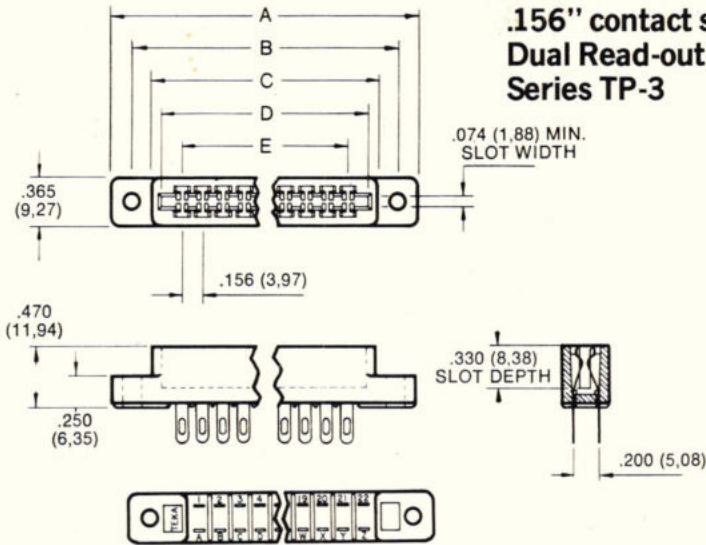 A
B
C
D
E
.156" contact s
Dual Read-out
Series TP-3
.074 (1,88) MIN.
SLOT WIDTH
.365
(9,27)
.156 (3,97)
.470
(11,94)
.330 (8,38)
SLOT DEPTH
.250
(6,35)
.200 (5,08)
TEKA
1 2 3 4 19 20 21 22
A B C D W X Y Z